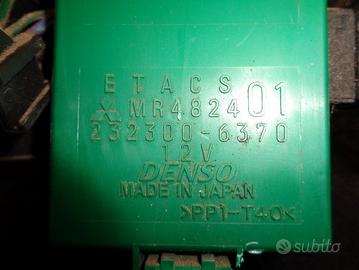 ETACS
MR482401
232300-6370
12V
DENSO
MADE IN JAPAN
>PP1-T40<
subito